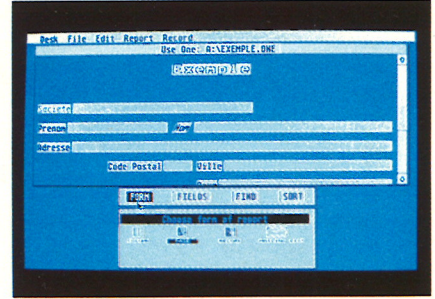 Desk File Edit Report Record
Use One: A:\EXEMPLE.ONE
Exemple
Societe
Prenom Nom
Adresse
Code Postal Ville
FORM FIELDS FIND SORT
Choose form of report